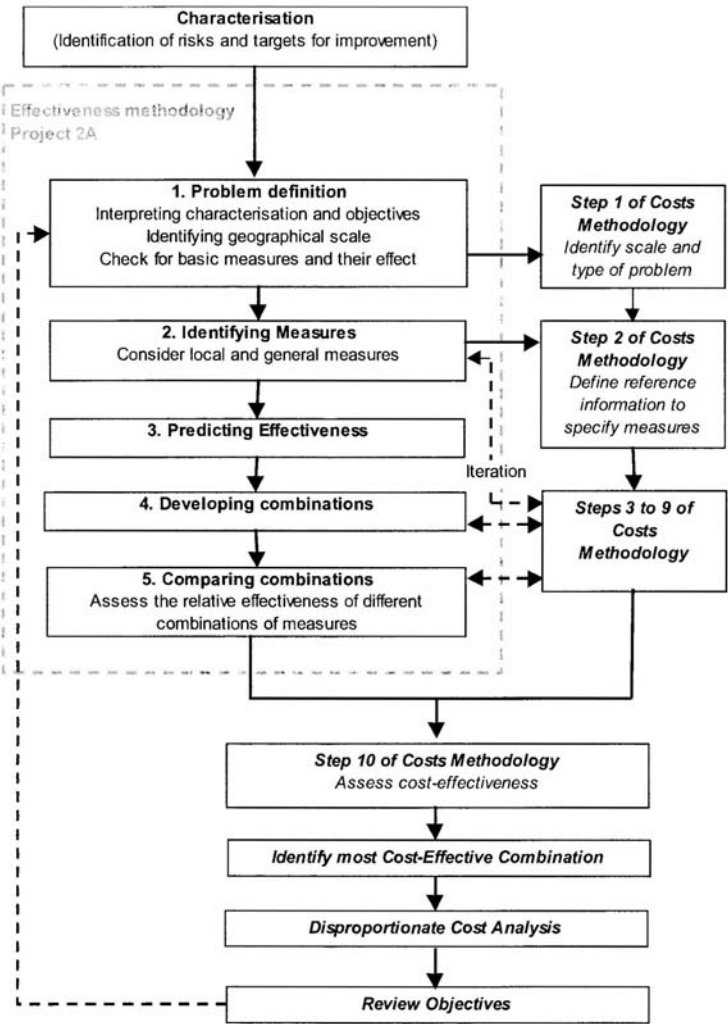 Characterisation
(Identification of risks and targets for improvement)
Effectiveness methodology
Project 2A
1. Problem definition
Interpreting characterisation and objectives
Identifying geographical scale
Check for basic measures and their effect
Step 1 of Costs
Methodology
Identify scale and
type of problem
2. Identifying Measures
Consider local and general measures
Step 2 of Costs
Methodology
Define reference
information to
specify measures
3. Predicting Effectiveness
Iteration
4. Developing combinations
Steps 3 to 9 of
Costs
Methodology
5. Comparing combinations
Assess the relative effectiveness of different
combinations of measures
Step 10 of Costs Methodology
Assess cost-effectiveness
Identify most Cost-Effective Combination
Disproportionate Cost Analysis
Review Objectives